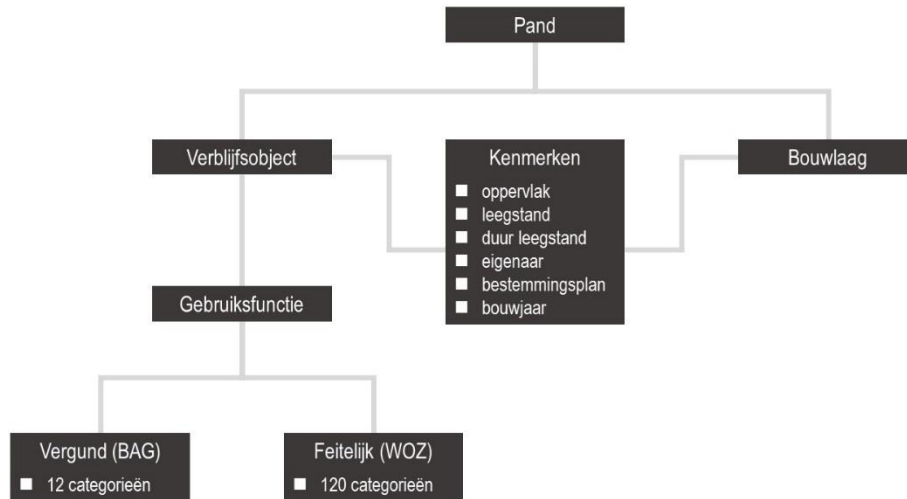 Pand
Verblijfsobject
Kenmerken
oppervlak
leegstand
duur leegstand
eigenaar
bestemmingsplan
bouwjaar
Bouwlaag
Gebruiksfunctie
Vergund (BAG)
12 categorieën
Feitelijk (WOZ)
120 categorieën